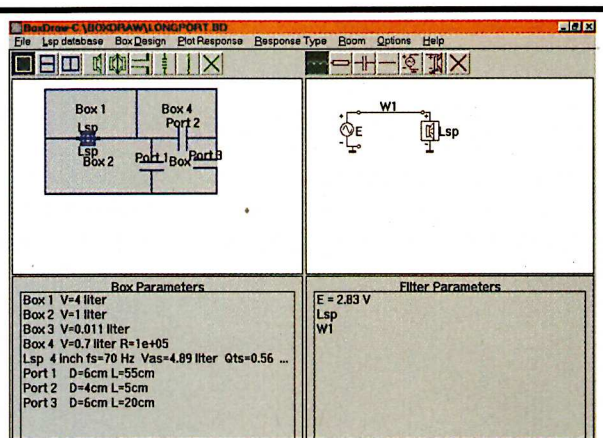 BoxDraw-C:\BOXDRAW\LONGPORT.BD
File Lsp database Box Design Plot Response Response Type Room Options Help
Box 1
Box 4
Lsp
Port 2
Lsp
Box 2
Port 1
Box
Port 3
W1
+
+
E
Lsp
-
-
Box Parameters
Box 1 V=4 liter
Box 2 V=1 liter
Box 3 V=0.011 liter
Box 4 V=0.7 liter R=1e+05
Lsp 4 inch fs=70 Hz Vas=4.89 liter Qts=0.56 ...
Port 1 D=6cm L=55cm
Port 2 D=4cm L=5cm
Port 3 D=6cm L=20cm
Filter Parameters
E = 2.83 V
Lsp
W1